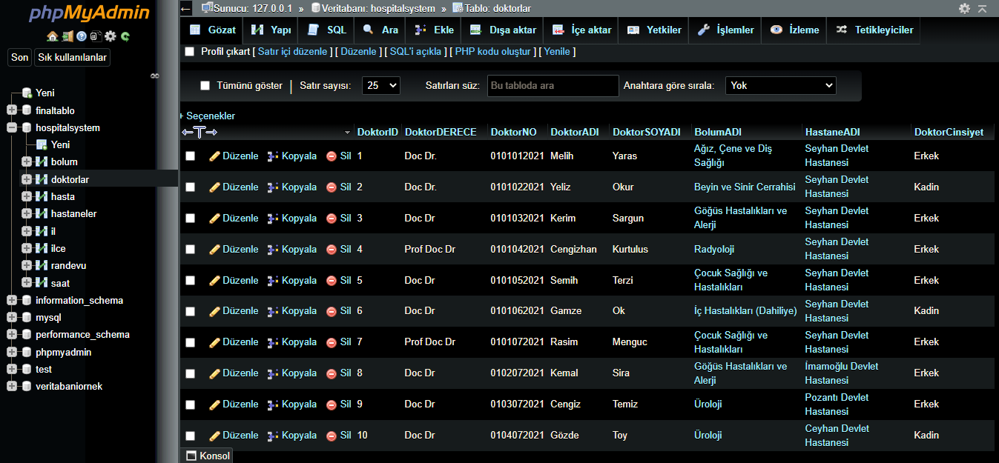 phpMyAdmin
Son Sık kullanılanlar
Yeni
finaltablo
hospitalsystem
Yeni
bolum
doktorlar
hasta
hastaneler
il
ilce
randevu
saat
information_schema
mysql
performance_schema
phpmyadmin
test
veritabaniornek
← Sunucu: 127.0.0.1 » Veritabanı: hospitalsystem » Tablo: doktorlar
Gözat Yapı SQL Ara Ekle Dışa aktar İçe aktar Yetkiler İşlemler İzleme Tetikleyiciler
Profil çıkart [ Satır içi düzenle ] [ Düzenle ] [ SQL'i açıkla ] [ PHP kodu oluştur ] [ Yenile ]
Tümünü göster | Satır sayısı: 25 Satırları süz: Bu tabloda ara Anahtara göre sırala: Yok
+ Seçenekler
←T→ DoktorID DoktorDERECE DoktorNO DoktorADI DoktorSOYADI BolumADI HastaneADI DoktorCinsiyet
Düzenle Kopyala Sil 1 Doc Dr. 0101012021 Melih Yaras Ağız, Çene ve Diş Sağlığı Seyhan Devlet Hastanesi Erkek
Düzenle Kopyala Sil 2 Doc Dr. 0101022021 Yeliz Okur Beyin ve Sinir Cerrahisi Seyhan Devlet Hastanesi Kadin
Düzenle Kopyala Sil 3 Doc Dr 0101032021 Kerim Sargun Göğüs Hastalıkları ve Alerji Seyhan Devlet Hastanesi Erkek
Düzenle Kopyala Sil 4 Prof Doc Dr 0101042021 Cengizhan Kurtulus Radyoloji Seyhan Devlet Hastanesi Erkek
Düzenle Kopyala Sil 5 Doc Dr 0101052021 Semih Terzi Çocuk Sağlığı ve Hastalıkları Seyhan Devlet Hastanesi Erkek
Düzenle Kopyala Sil 6 Doc Dr 0101062021 Gamze Ok İç Hastalıkları (Dahiliye) Seyhan Devlet Hastanesi Kadin
Düzenle Kopyala Sil 7 Prof Doc Dr 0101072021 Rasim Menguc Çocuk Sağlığı ve Hastalıkları Seyhan Devlet Hastanesi Erkek
Düzenle Kopyala Sil 8 Doc Dr 0102072021 Kemal Sira Göğüs Hastalıkları ve Alerji İmamoğlu Devlet Hastanesi Erkek
Düzenle Kopyala Sil 9 Doc Dr 0103072021 Cengiz Temiz Üroloji Pozantı Devlet Hastanesi Erkek
Düzenle Kopyala Sil 10 Doc Dr 0104072021 Gözde Toy Üroloji Ceyhan Devlet Hastanesi Kadin
Konsol